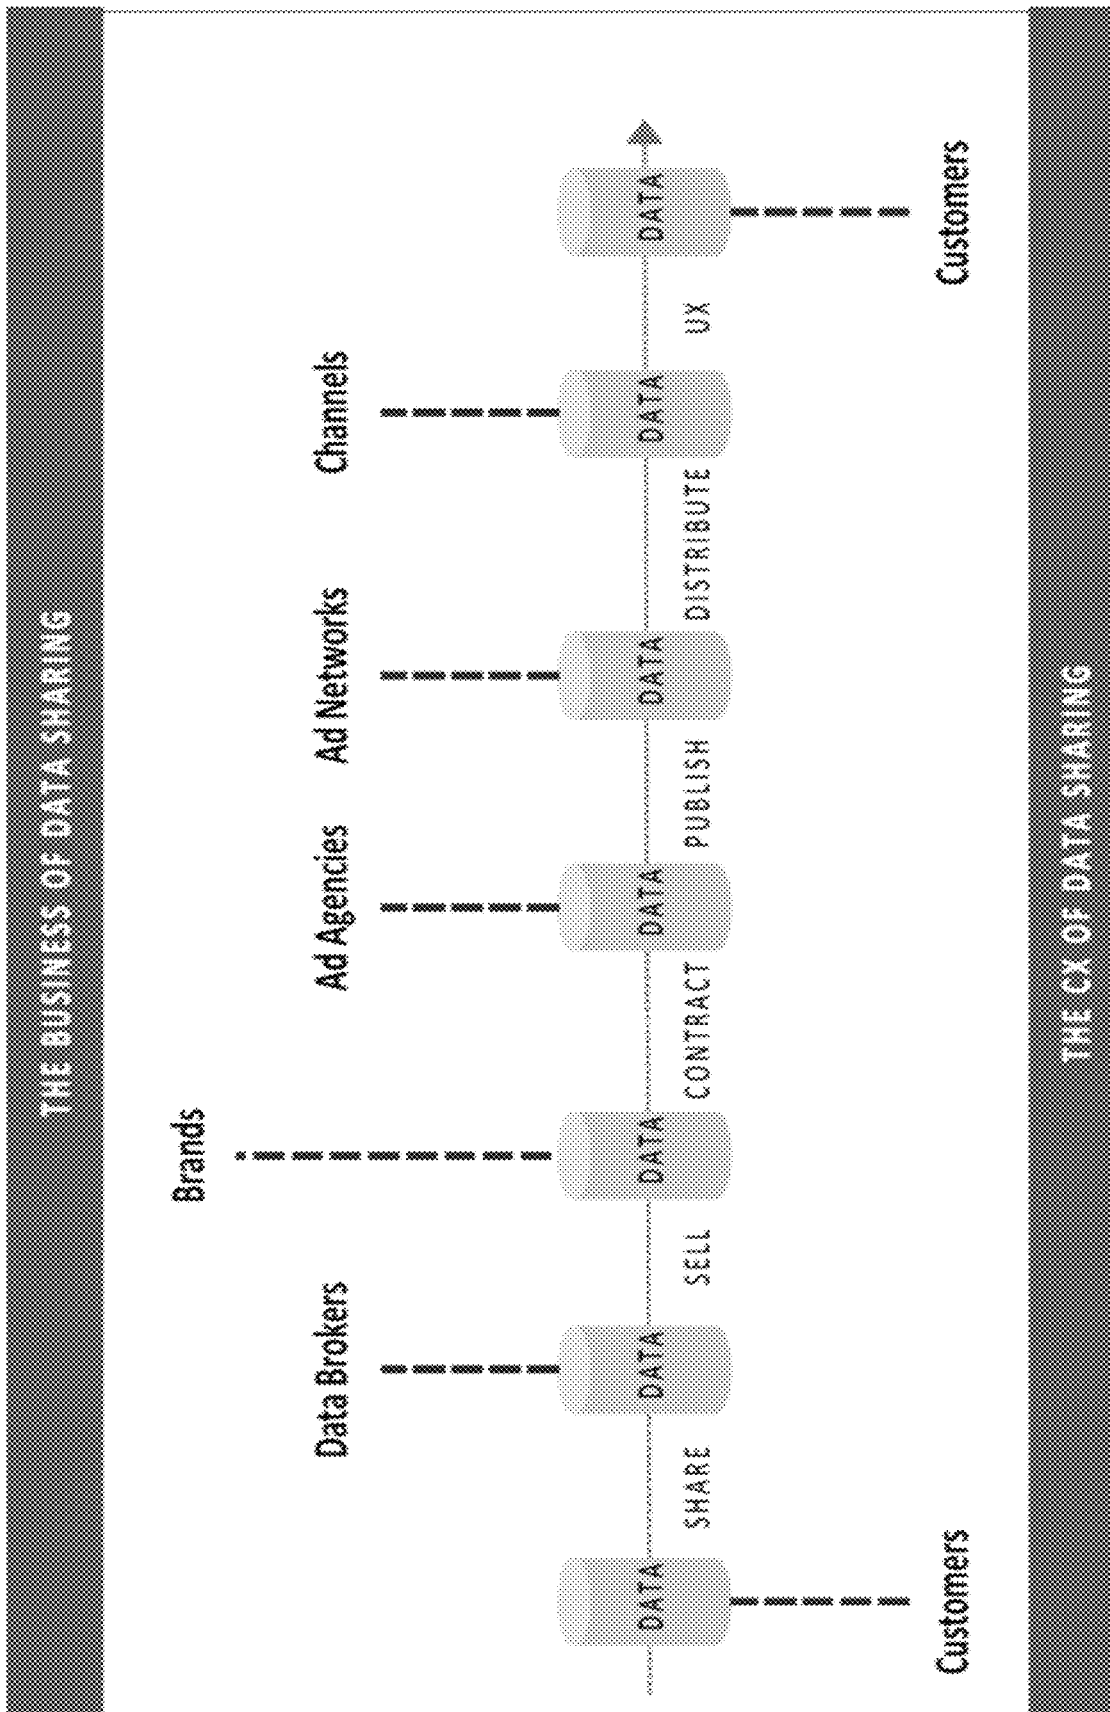 THE BUSINESS OF DATA SHARING
Brands
Data Brokers
Ad Agencies
Ad Networks
Channels
DATA
DATA
DATA
DATA
DATA
DATA
DATA
SHARE
SELL
CONTRACT
PUBLISH
DISTRIBUTE
UX
Customers
Customers
THE CX OF DATA SHARING